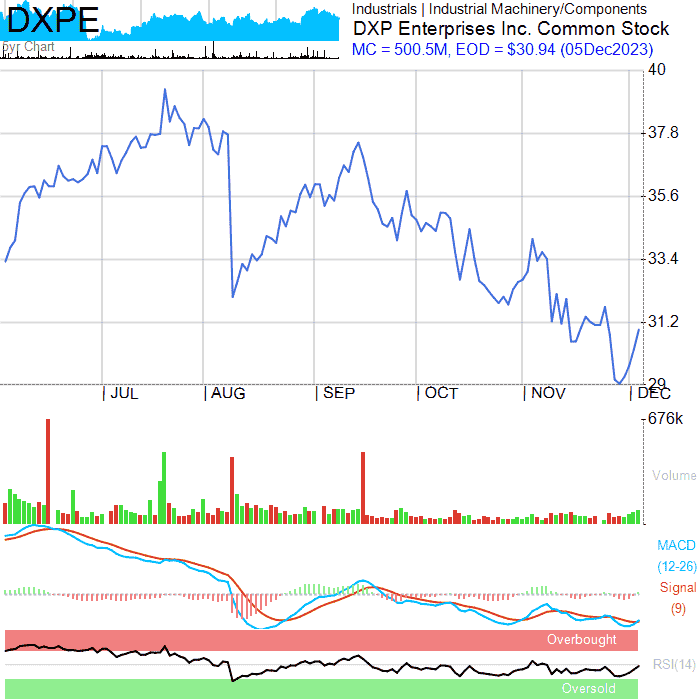 DXPE
5yr Chart
Industrials | Industrial Machinery/Components
DXP Enterprises Inc. Common Stock
MC = 500.5M, EOD = $30.94 (05Dec2023)
40
37.8
35.6
33.4
31.2
29
| JUL
| AUG
| SEP
| OCT
| NOV
| DEC
676k
Volume
MACD
(12-26)
Signal
(9)
Overbought
RSI(14)
Oversold